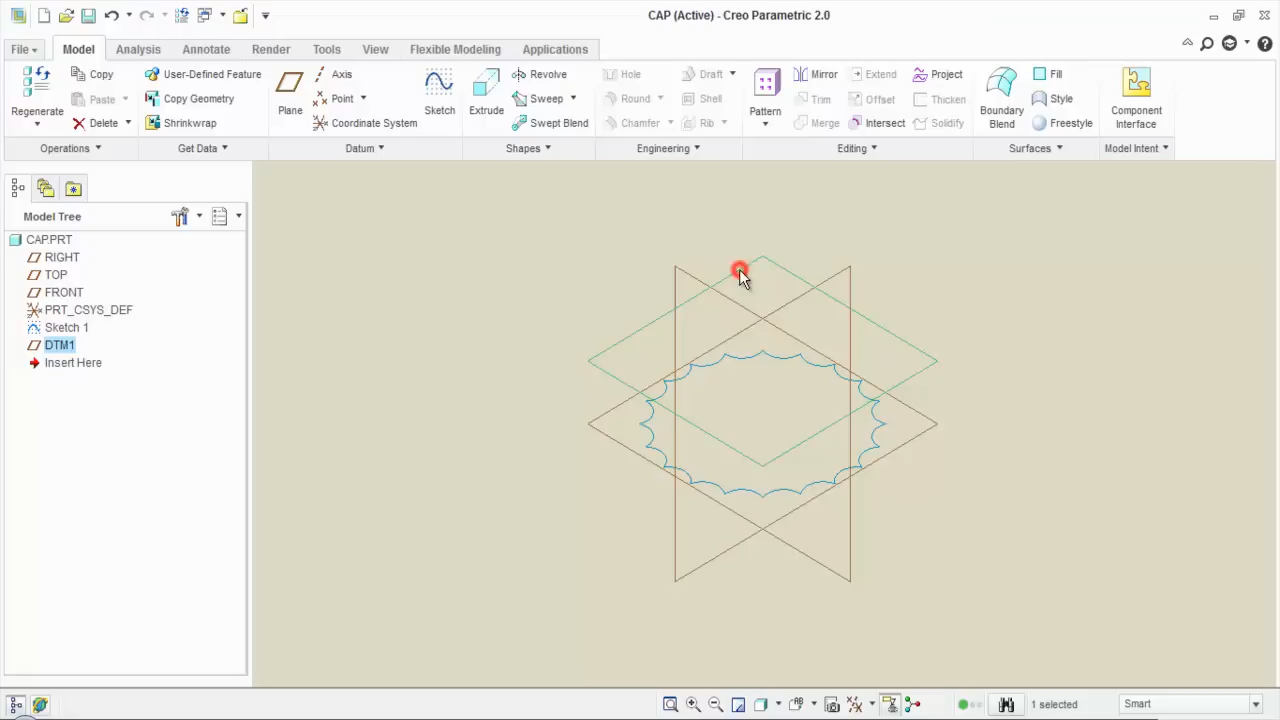 CAP (Active) - Creo Parametric 2.0
File Model Analysis Annotate Render Tools View Flexible Modeling Applications
Regenerate
Copy
Paste
Delete
Operations
User-Defined Feature
Copy Geometry
Shrinkwrap
Get Data
Plane
Axis
Point
Coordinate System
Datum
Sketch
Extrude
Revolve
Sweep
Swept Blend
Shapes
Hole
Round
Chamfer
Draft
Shell
Rib
Engineering
Pattern
Mirror
Trim
Merge
Extend
Offset
Intersect
Project
Thicken
Solidify
Editing
Boundary
Blend
Fill
Style
Freestyle
Surfaces
Component
Interface
Model Intent
Model Tree
CAP.PRT
RIGHT
TOP
FRONT
PRT_CSYS_DEF
Sketch 1
DTM1
Insert Here
1 selected
Smart